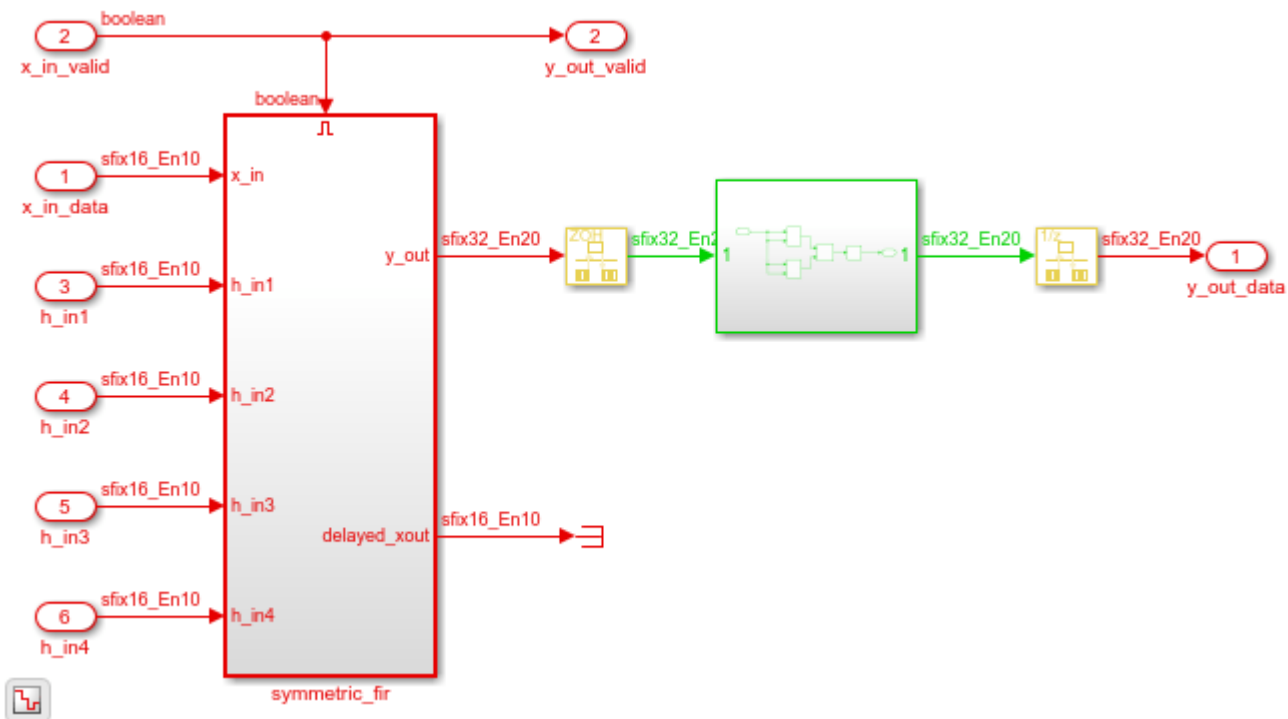 boolean
2
x_in_valid
2
y_out_valid
boolean
sfix16_En10
1
x_in_data
x_in
sfix16_En10
3
h_in1
h_in1
y_out
sfix32_En20
ZOH
sfix32_En2
1
1
sfix32_En20
1/z
sfix32_En20
1
y_out_data
sfix16_En10
4
h_in2
h_in2
sfix16_En10
5
h_in3
h_in3
delayed_xout
sfix16_En10
sfix16_En10
6
h_in4
h_in4
symmetric_fir